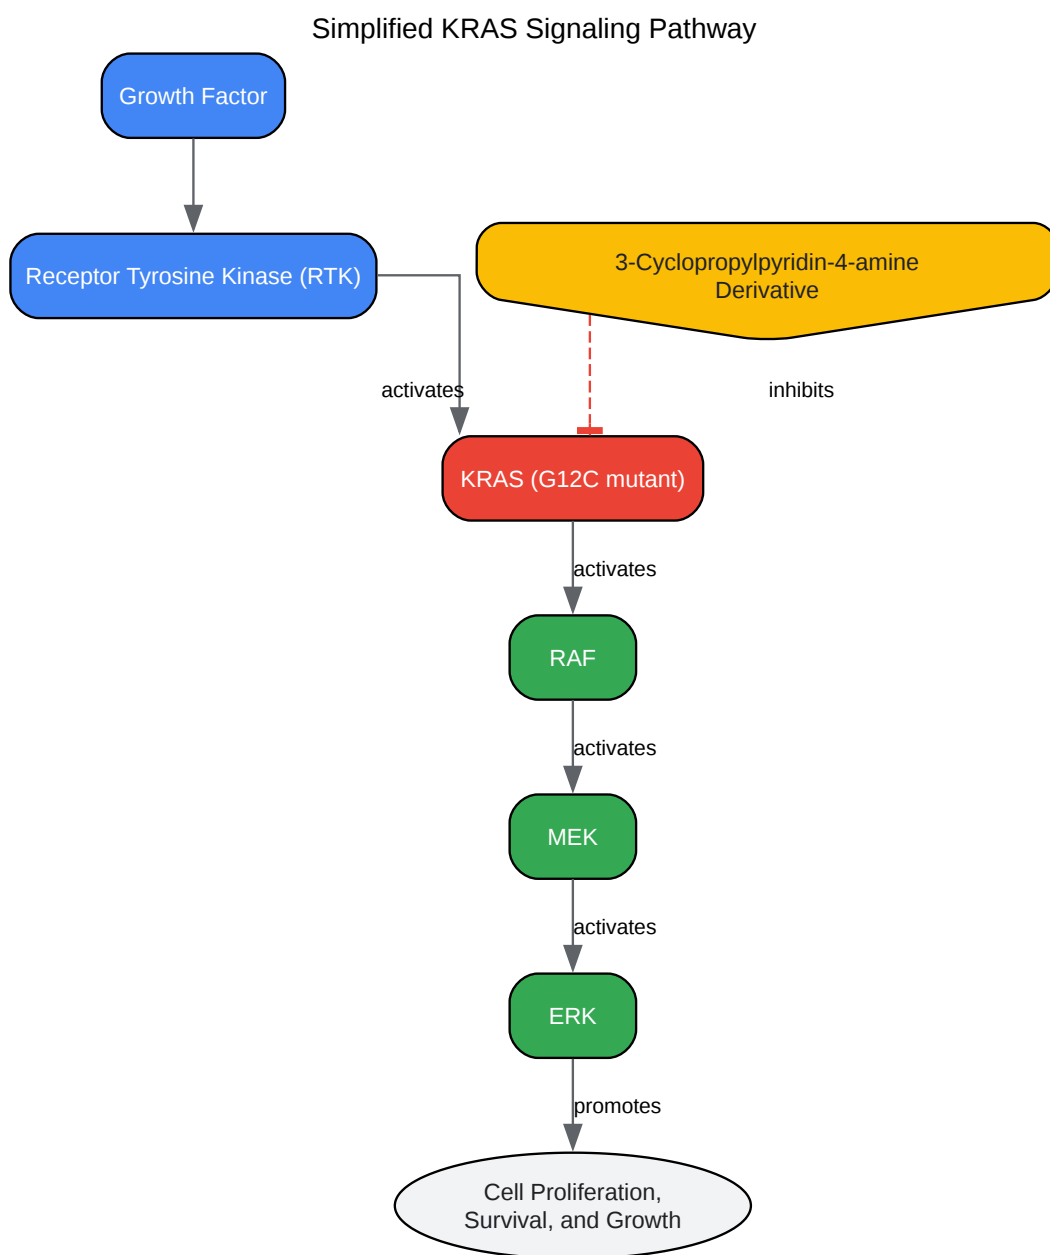 Simplified KRAS Signaling Pathway
Growth Factor
Receptor Tyrosine Kinase (RTK)
3-Cyclopropylpyridin-4-amine
Derivative
activates
inhibits
KRAS (G12C mutant)
activates
RAF
activates
MEK
activates
ERK
promotes
Cell Proliferation,
Survival, and Growth